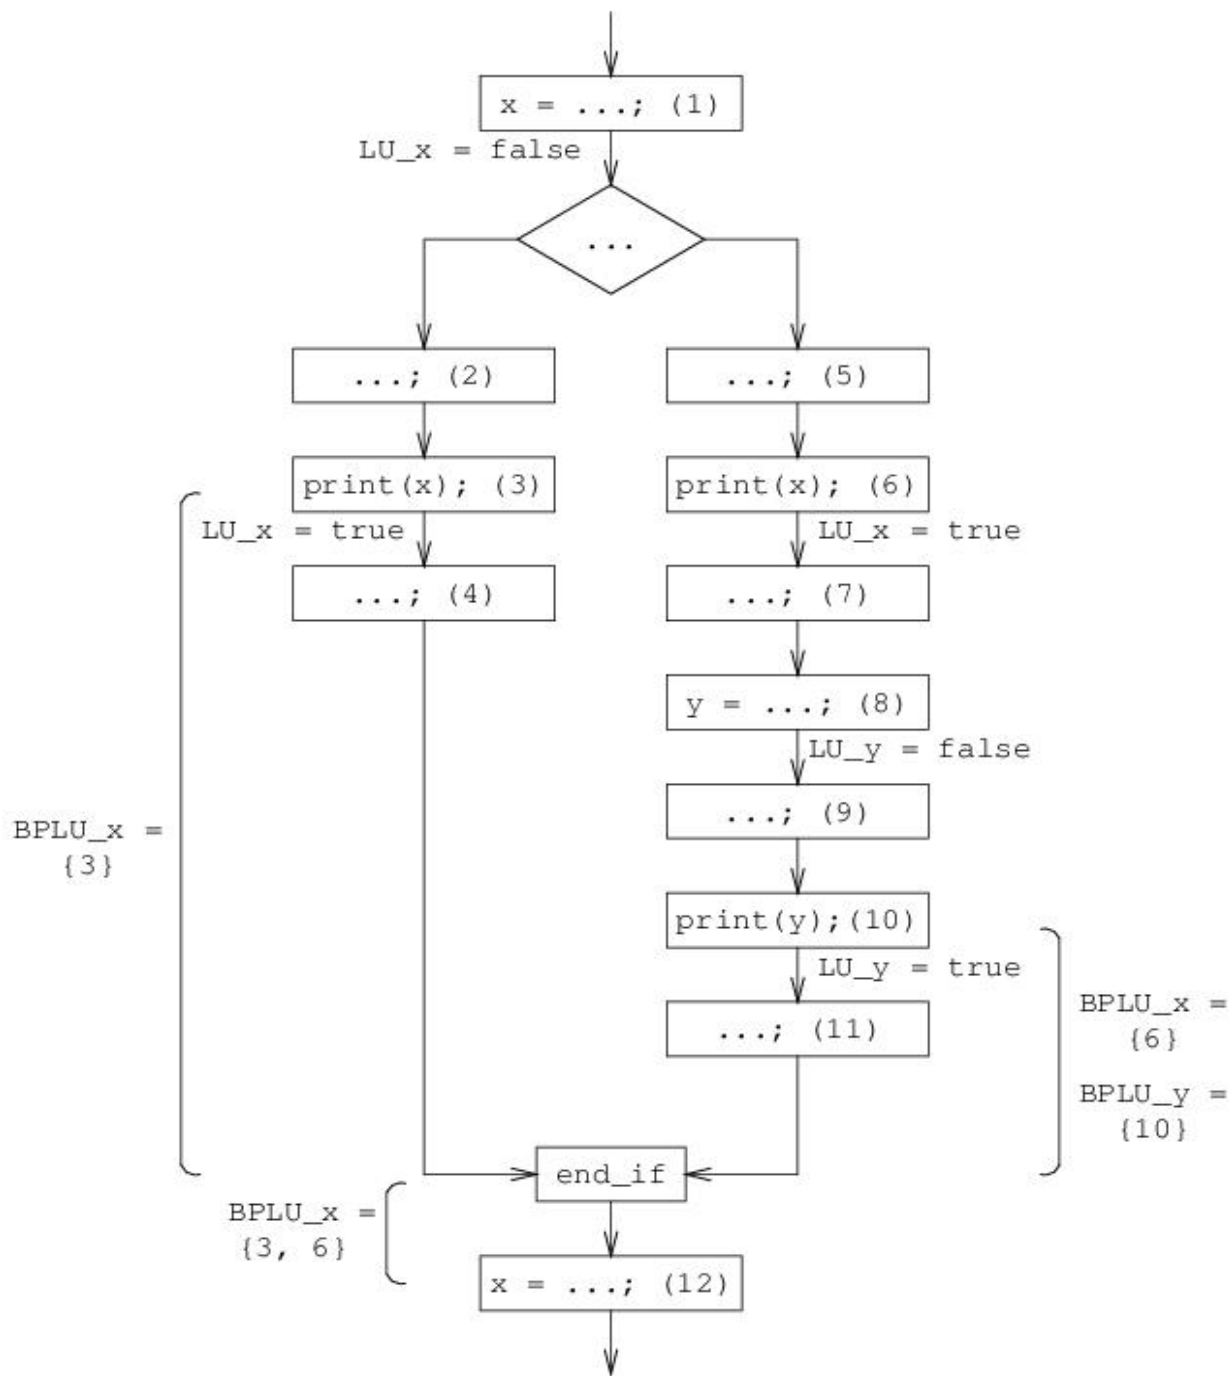 x = ...; (1)
LU_x = false
...
...; (2)
...; (5)
print(x); (3)
print(x); (6)
LU_x = true
LU_x = true
...; (4)
...; (7)
y = ...; (8)
LU_y = false
...; (9)
BPLU_x =
{3}
print(y);(10)
LU_y = true
...; (11)
BPLU_x =
{6}
BPLU_y =
{10}
end_if
BPLU_x =
{3, 6}
x = ...; (12)